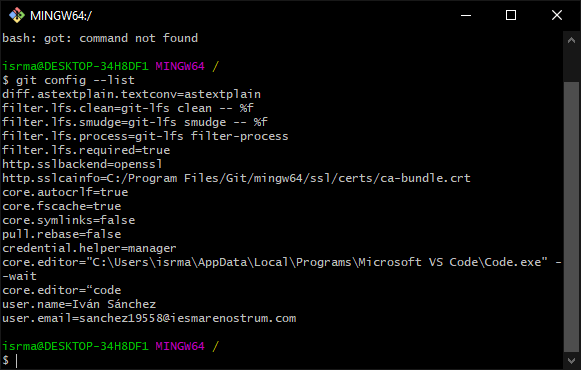 MINGW64:/
bash: got: command not found
isrma@DESKTOP-34H8DF1 MINGW64 /
$ git config --list
diff.astextplain.textconv=astextplain
filter.lfs.clean=git-lfs clean -- %f
filter.lfs.smudge=git-lfs smudge -- %f
filter.lfs.process=git-lfs filter-process
filter.lfs.required=true
http.sslbackend=openssl
http.sslcainfo=C:/Program Files/Git/mingw64/ssl/certs/ca-bundle.crt
core.autocrlf=true
core.fscache=true
core.symlinks=false
pull.rebase=false
credential.helper=manager
core.editor="C:\Users\isrma\AppData\Local\Programs\Microsoft VS Code\Code.exe" -
-wait
core.editor=“code
user.name=Iván Sánchez
user.email=sanchez19558@iesmarenostrum.com
isrma@DESKTOP-34H8DF1 MINGW64 /
$